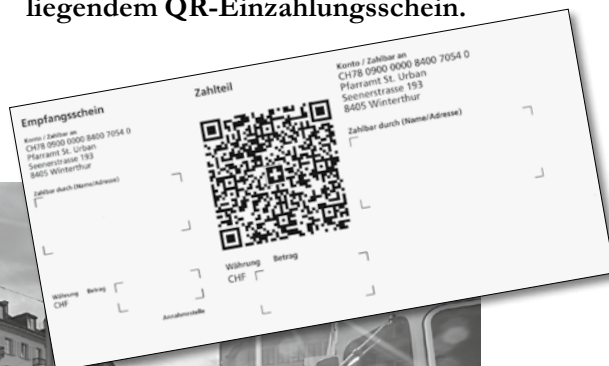 liegendem QR-Einzahlungsschein.
Empfangsschein
Konto / Zahlbar an
CH78 0900 0000 8400 7054 0
Pfarramt St. Urban
Seenerstrasse 193
8405 Winterthur
Zahlbar durch (Name/Adresse)
Währung Betrag
CHF
Annahmestelle
Zahlteil
Währung Betrag
CHF
Konto / Zahlbar an
CH78 0900 0000 8400 7054 0
Pfarramt St. Urban
Seenerstrasse 193
8405 Winterthur
Zahlbar durch (Name/Adresse)